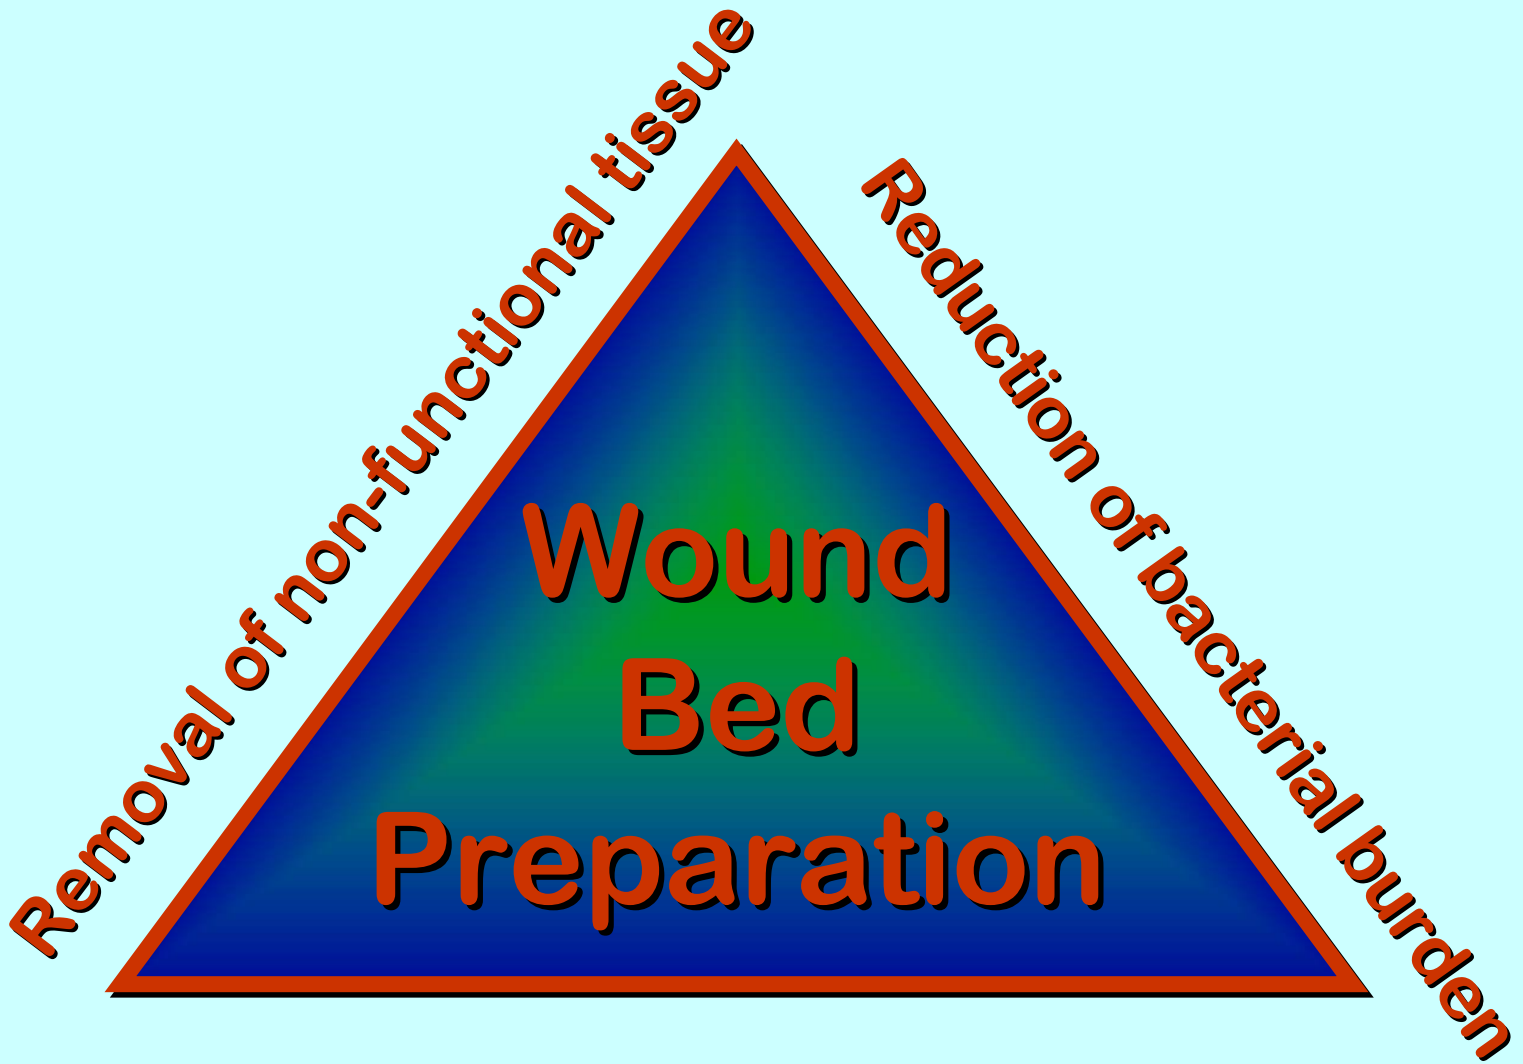 Removal of non-functional tissue
Reduction of bacterial burden
Wound
Bed
Preparation